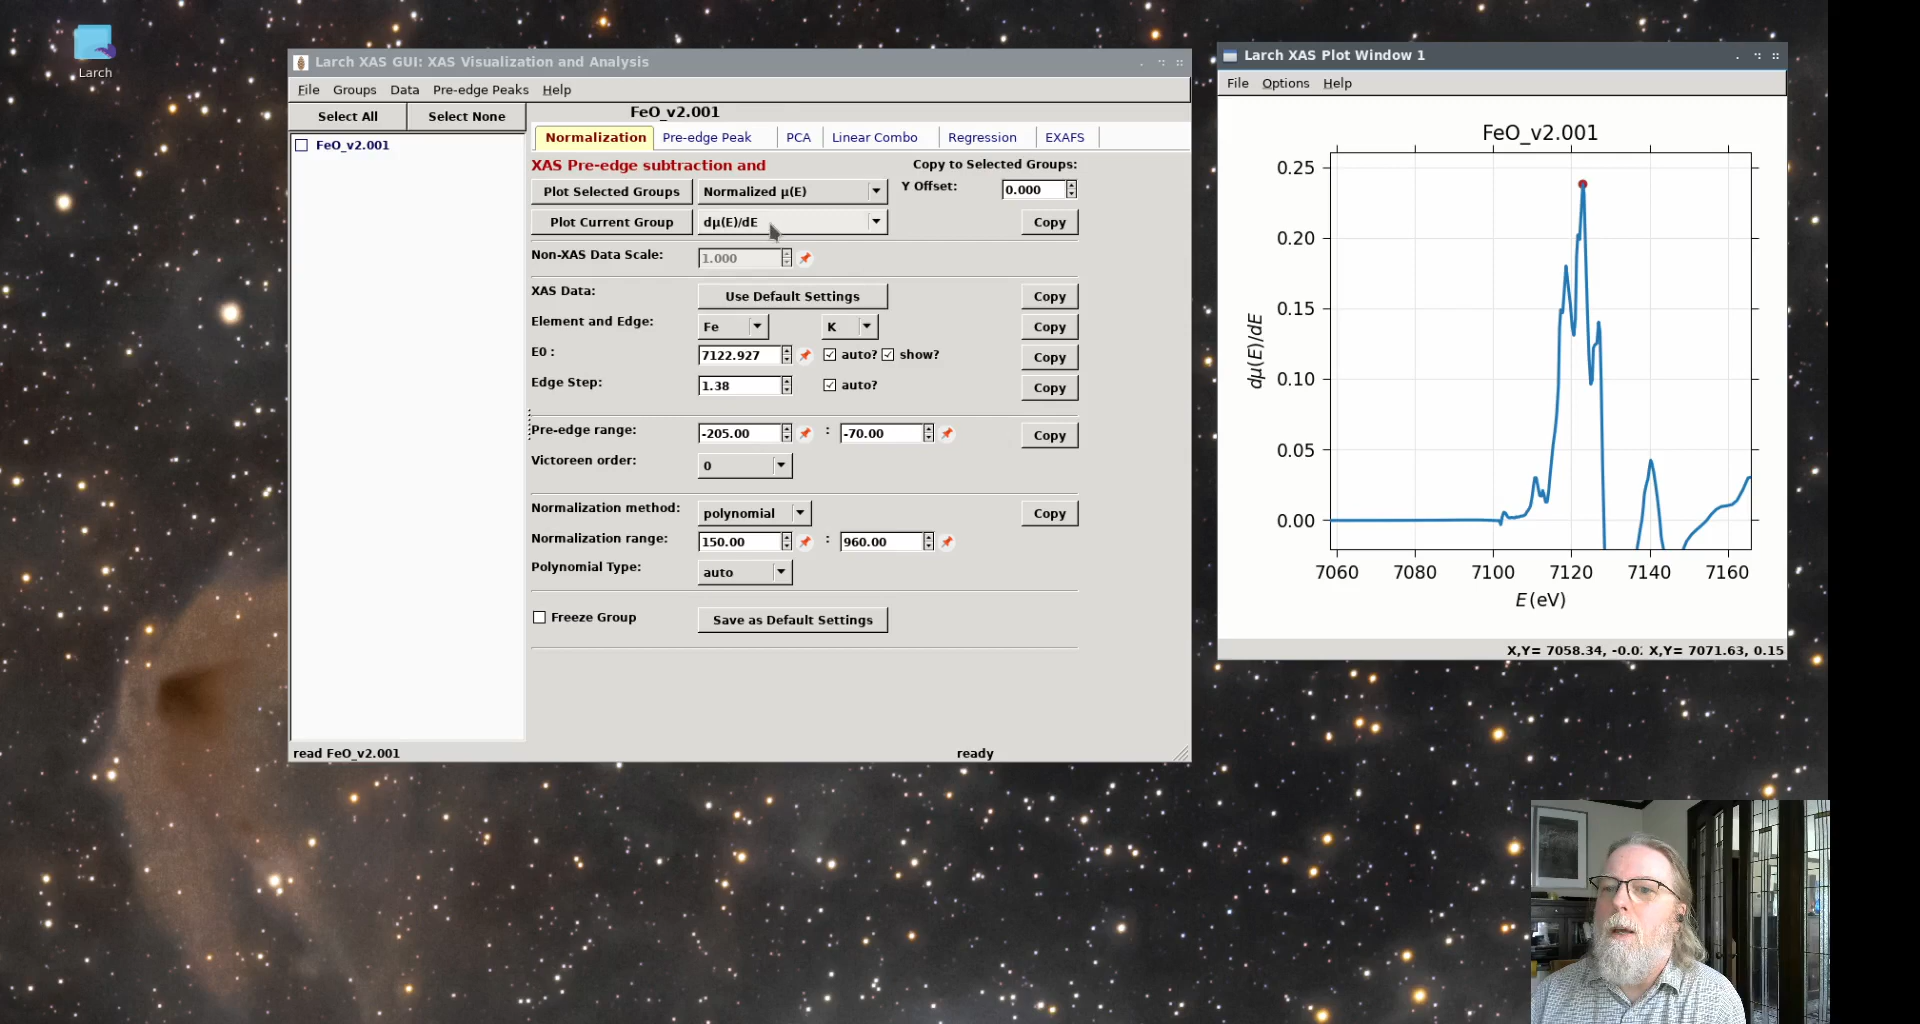 Larch
Larch XAS GUI: XAS Visualization and Analysis
File Groups Data Pre-edge Peaks Help
Select All Select None
FeO_v2.001
FeO_v2.001
Normalization Pre-edge Peak PCA Linear Combo Regression EXAFS
XAS Pre-edge subtraction and
Copy to Selected Groups:
Plot Selected Groups Normalized μ(E) Y Offset: 0.000
Plot Current Group dμ(E)/dE Copy
Non-XAS Data Scale: 1.000
XAS Data: Use Default Settings Copy
Element and Edge: Fe K Copy
E0 : 7122.927 auto? show? Copy
Edge Step: 1.38 auto? Copy
Pre-edge range: -205.00 : -70.00 Copy
Victoreen order: 0
Normalization method: polynomial Copy
Normalization range: 150.00 : 960.00
Polynomial Type: auto
Freeze Group Save as Default Settings
read FeO_v2.001 ready
Larch XAS Plot Window 1
File Options Help
FeO_v2.001
0.25
0.20
0.15
0.10
0.05
0.00
dμ(E)/dE
7060 7080 7100 7120 7140 7160
E (eV)
X,Y= 7058.34, -0.0 X,Y= 7071.63, 0.15